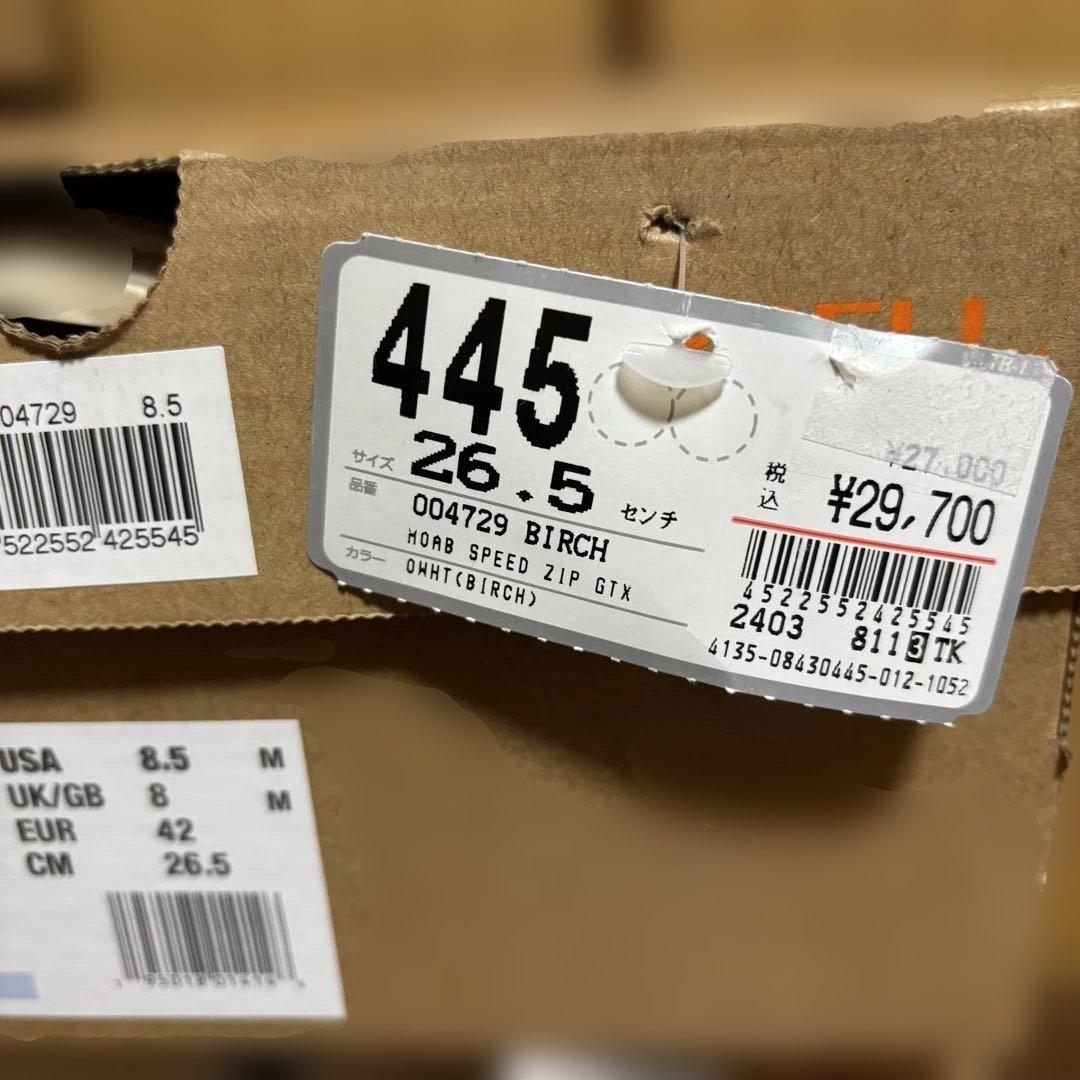 04729 8.5
522552 425545
445
サイズ 26.5 センチ
品番 004729 BIRCH
MOAB SPEED ZIP GTX
カラー OWHT(BIRCH)
¥27,000
税込 ¥29,700
4522552425545
2403 8113TK
4135-08430445-012-1052
USA 8.5 M
UK/GB 8 M
EUR 42
CM 26.5